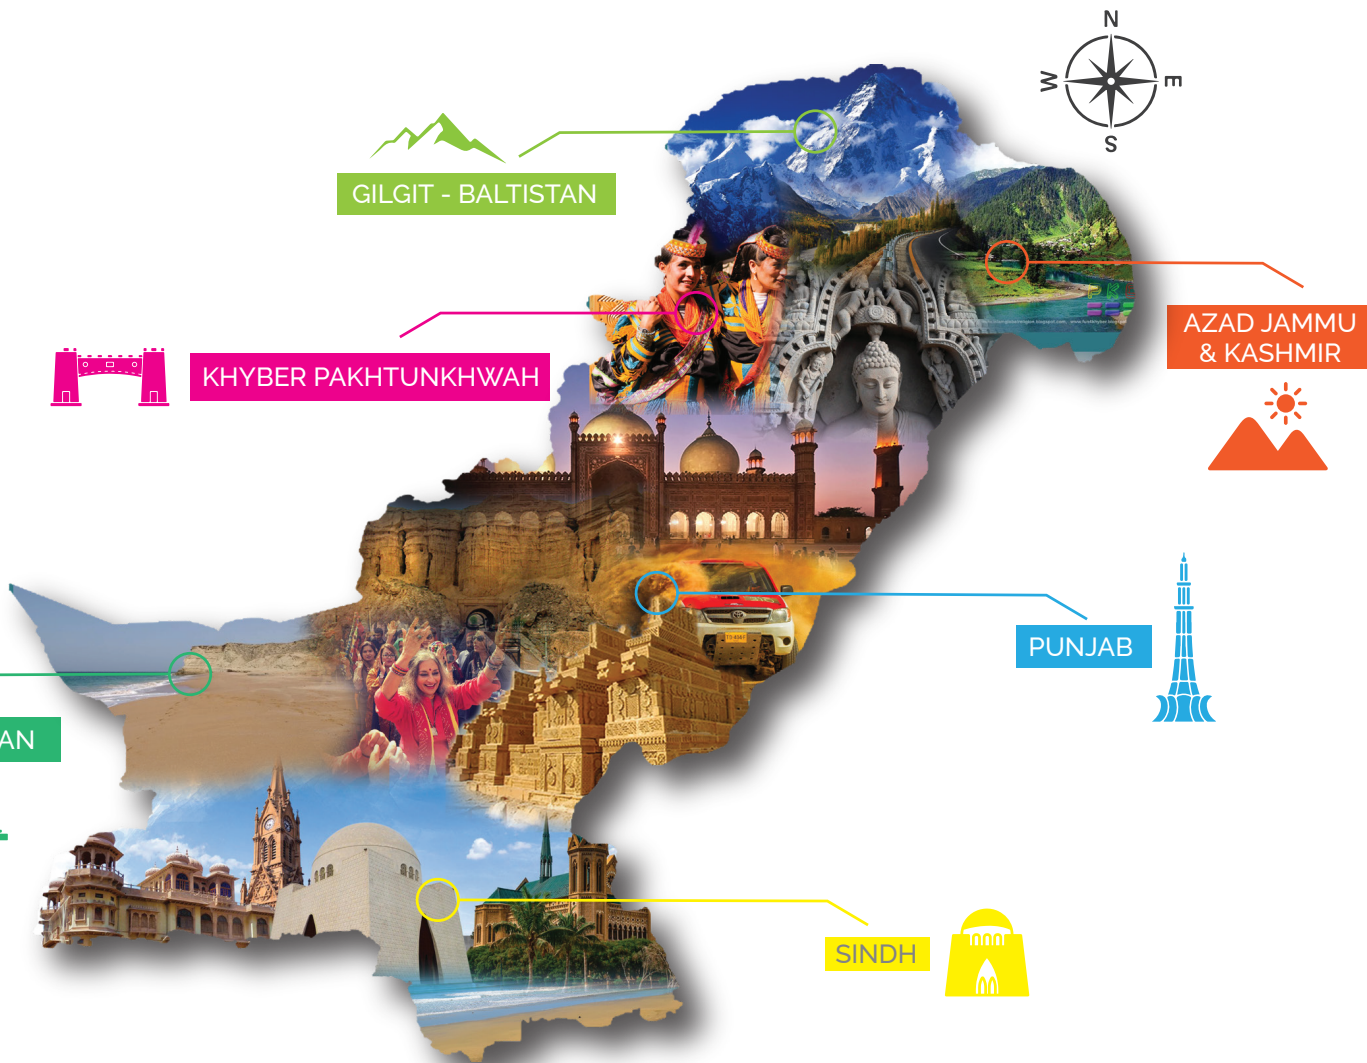 N
W
E
S
GILGIT - BALTISTAN
AZAD JAMMU
& KASHMIR
KHYBER PAKHTUNKHWAH
PUNJAB
AN
SINDH